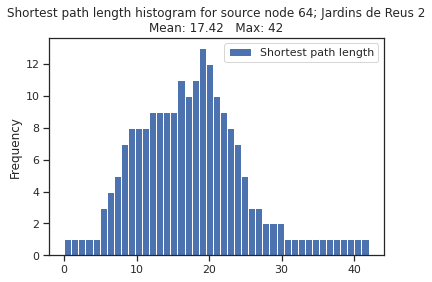 Shortest path length histogram for source node 64; Jardins de Reus 2
Mean: 17.42 Max: 42
Shortest path length
Frequency
12
10
8
6
4
2
0
0 10 20 30 40